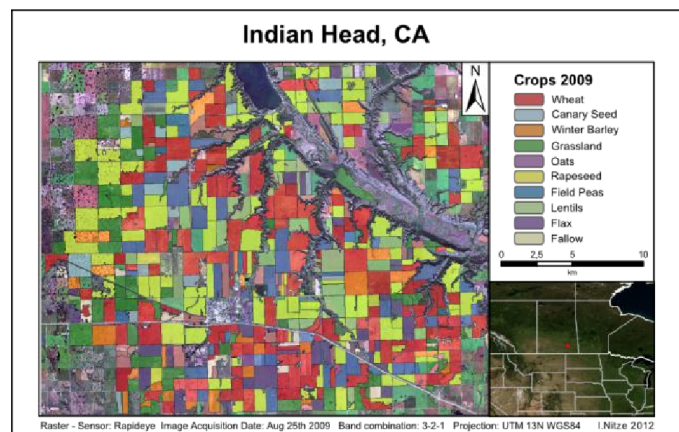 Indian Head, CA
N
Crops 2009
Wheat
Canary Seed
Winter Barley
Grassland
Oats
Rapeseed
Field Peas
Lentils
Flax
Fallow
0 2,5 5 10
km
Raster - Sensor: Rapideye Image Acquisition Date: Aug 25th 2009 Band combination: 3-2-1 Projection: UTM 13N WGS84 I.Nitze 2012